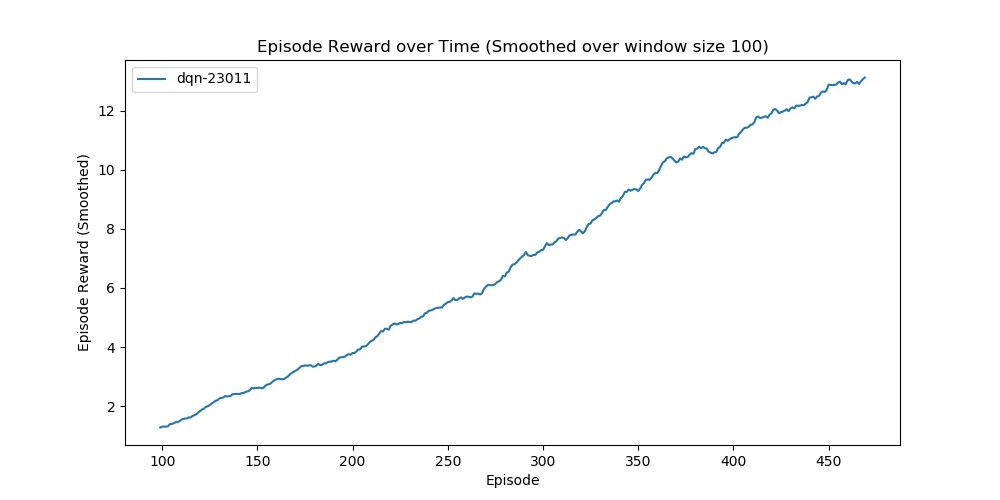 Episode Reward over Time (Smoothed over window size 100)
dqn-23011
Episode Reward (Smoothed)
12
10
8
6
4
2
100 150 200 250 300 350 400 450
Episode